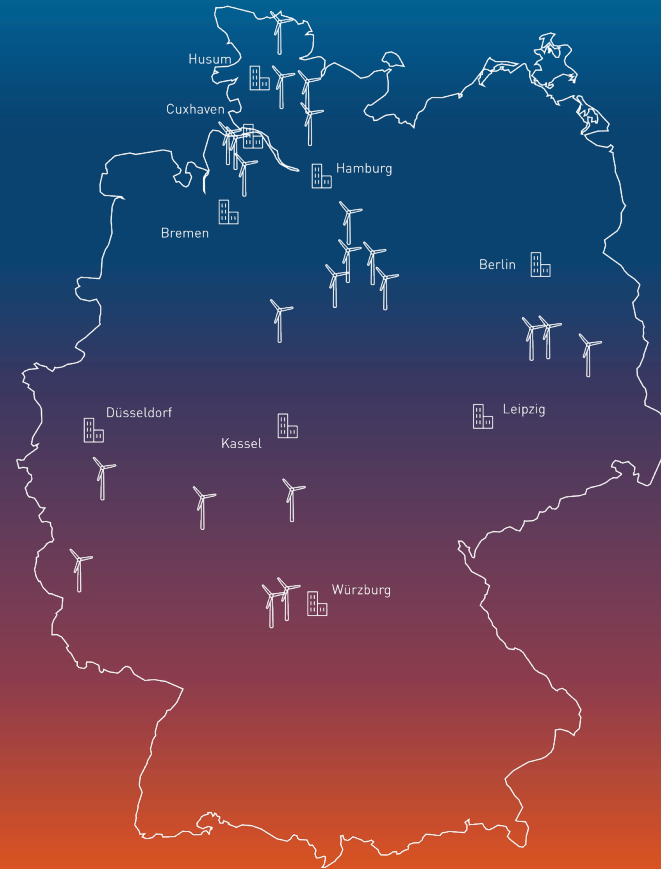 Husum
Cuxhaven
Hamburg
Bremen
Berlin
Düsseldorf
Leipzig
Kassel
Würzburg